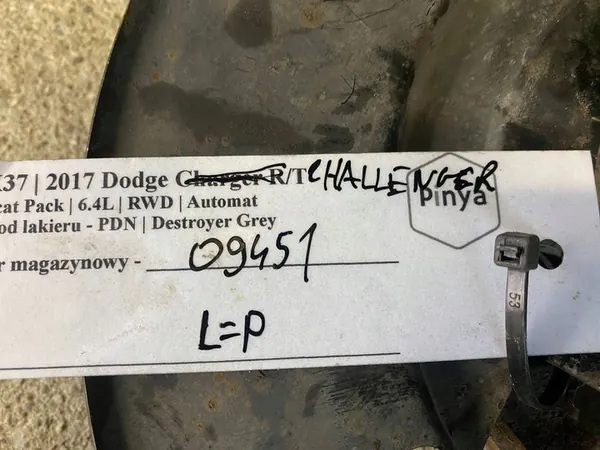 K37 | 2017 Dodge Charger R/T CHALLENGER
cat Pack | 6.4L | RWD | Automat
od lakieru - PDN | Destroyer Grey
r magazynowy - 09451
Pinya
L=P
53